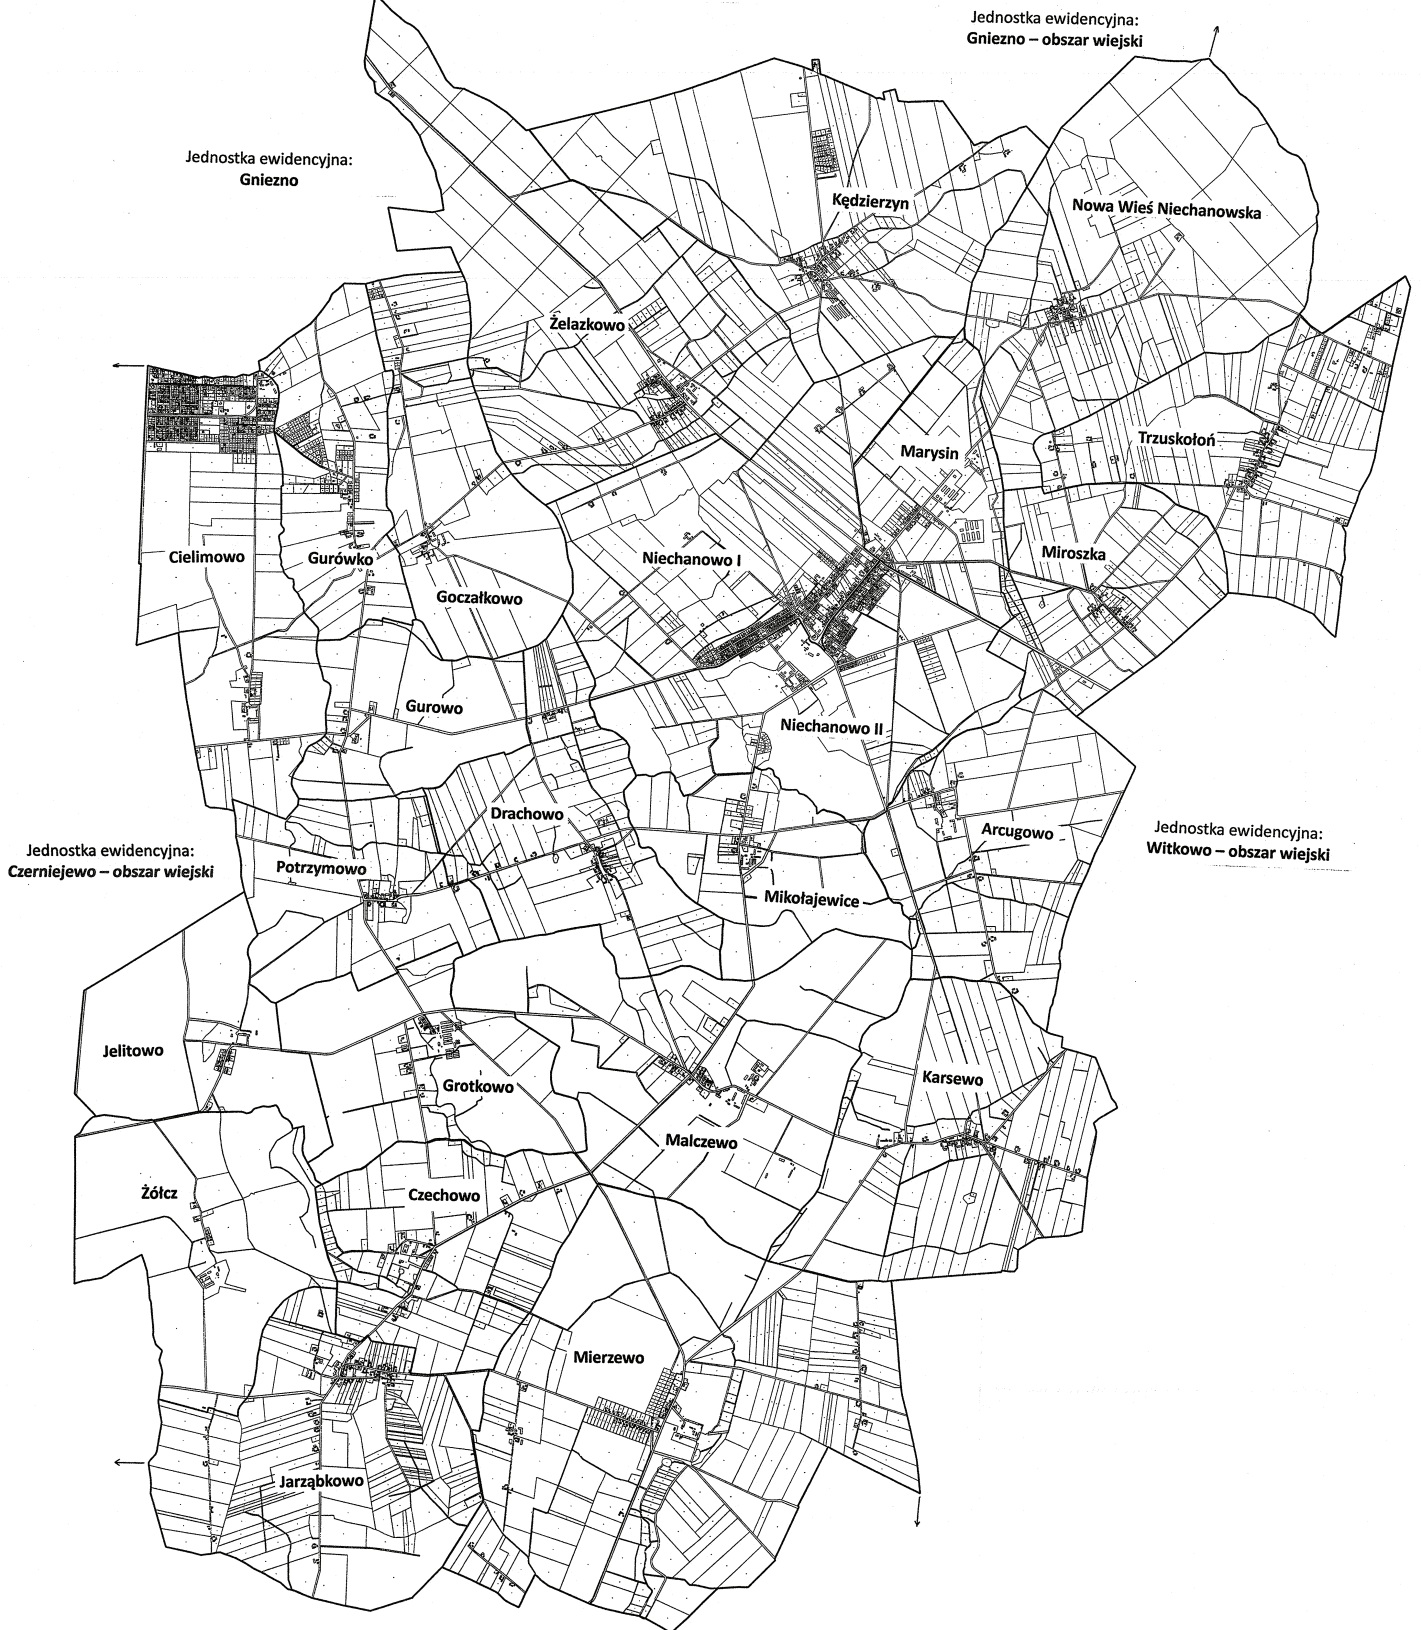 Jednostka ewidencyjna:
Gniezno – obszar wiejski
Jednostka ewidencyjna:
Gniezno
Kędzierzyn
Nowa Wieś Niechanowska
Żelazkowo
Trzuskołoń
Marysin
Cielimowo
Gurówko
Niechanowo I
Miroszka
Goczałkowo
Gurowo
Niechanowo II
Drachowo
Arcugowo
Jednostka ewidencyjna:
Witkowo – obszar wiejski
Jednostka ewidencyjna:
Czerniejewo – obszar wiejski
Potrzymowo
Mikołajewice
Jelitowo
Grotkowo
Karsewo
Malczewo
Żółcz
Czechowo
Mierzewo
Jarząbkowo